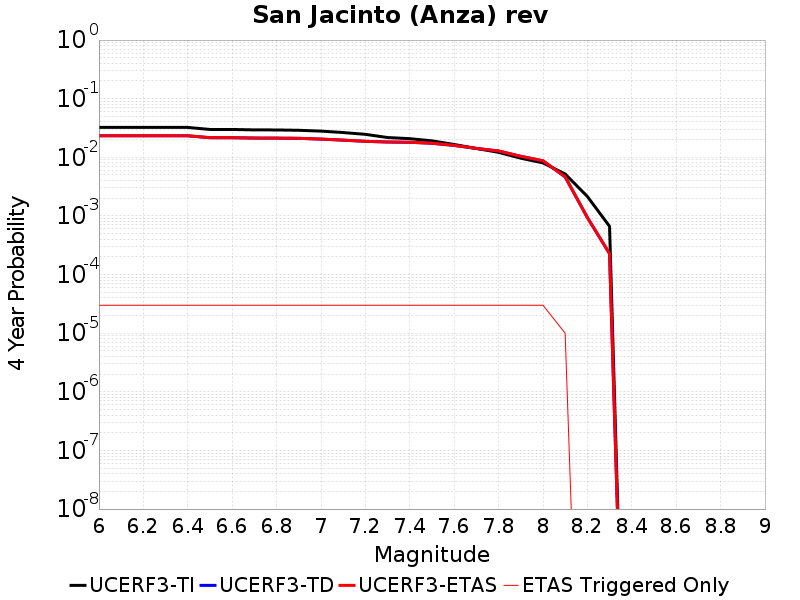 San Jacinto (Anza) rev
4 Year Probability
10^0
10^-1
10^-2
10^-3
10^-4
10^-5
10^-6
10^-7
10^-8
6 6.2 6.4 6.6 6.8 7 7.2 7.4 7.6 7.8 8 8.2 8.4 8.6 8.8 9
Magnitude
UCERF3-TI UCERF3-TD UCERF3-ETAS ETAS Triggered Only